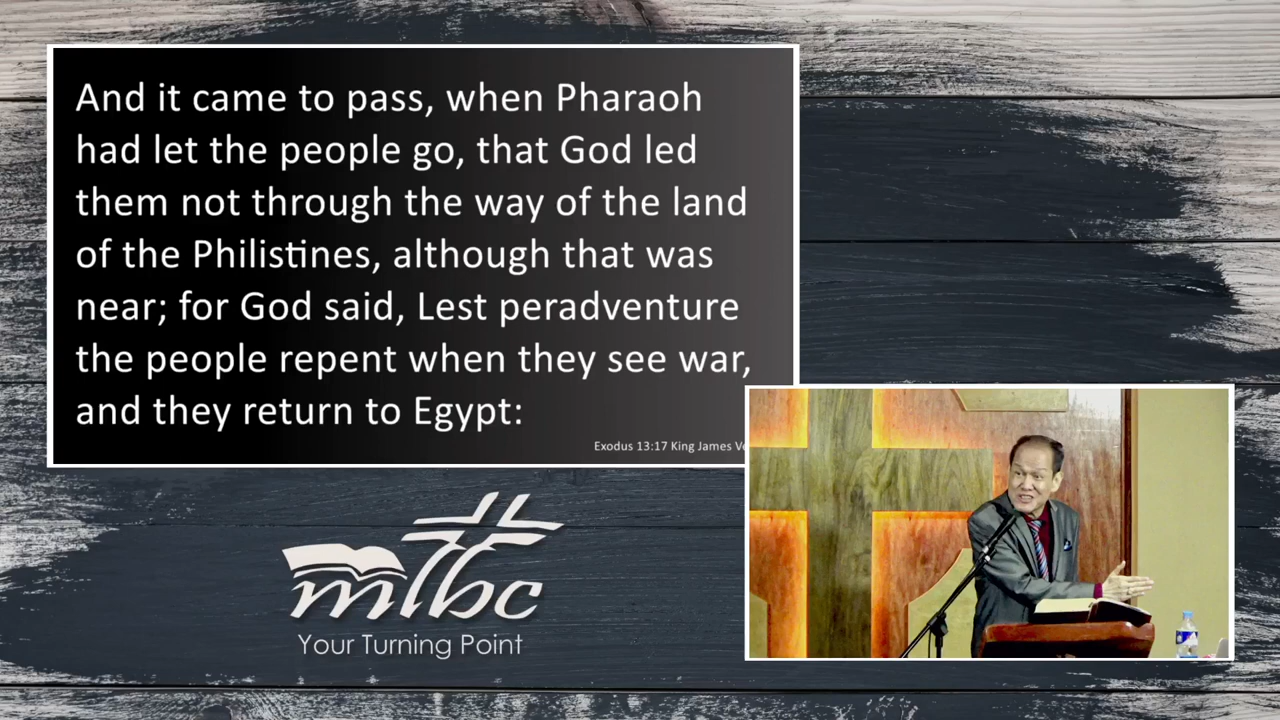 And it came to pass, when Pharaoh
had let the people go, that God led
them not through the way of the land
of the Philistines, although that was
near; for God said, Lest peradventure
the people repent when they see war,
and they return to Egypt:
Exodus 13:17 King James
mlbc
Your Turning Point